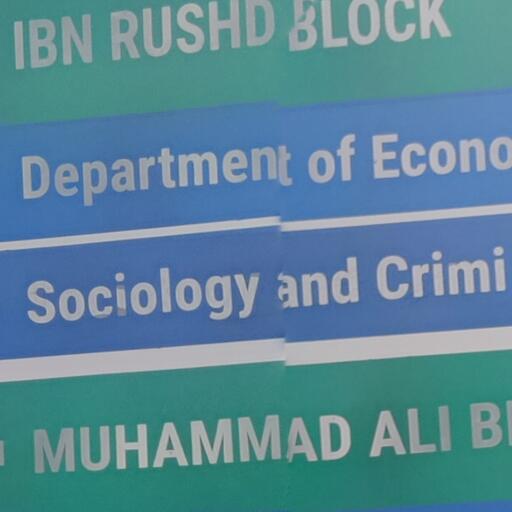 IBN RUSHD BLOCK
Department of Econo
Sociology and Crimi
MUHAMMAD ALI